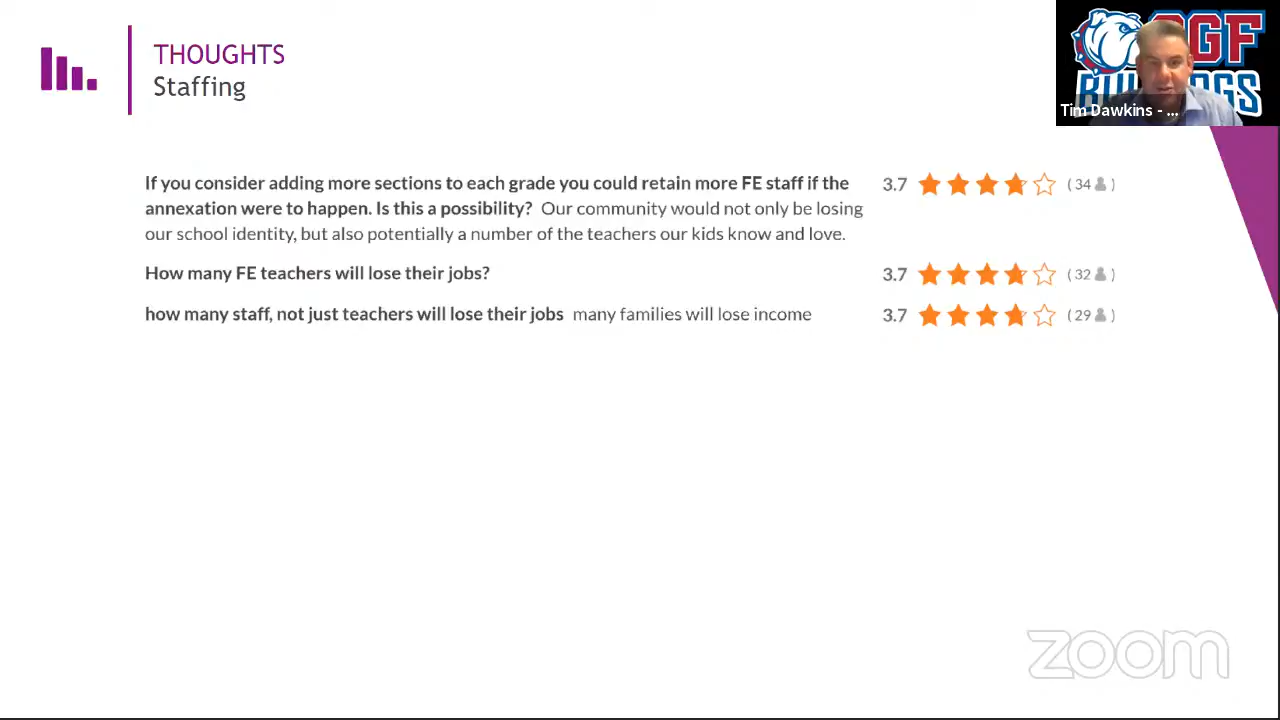 THOUGHTS
Staffing
GF
BULLDOGS
Tim Dawkins - ...
If you consider adding more sections to each grade you could retain more FE staff if the
annexation were to happen. Is this a possibility? Our community would not only be losing
our school identity, but also potentially a number of the teachers our kids know and love.
3.7 (34)
How many FE teachers will lose their jobs?
3.7 (32)
how many staff, not just teachers will lose their jobs many families will lose income
3.7 (29)
zoom